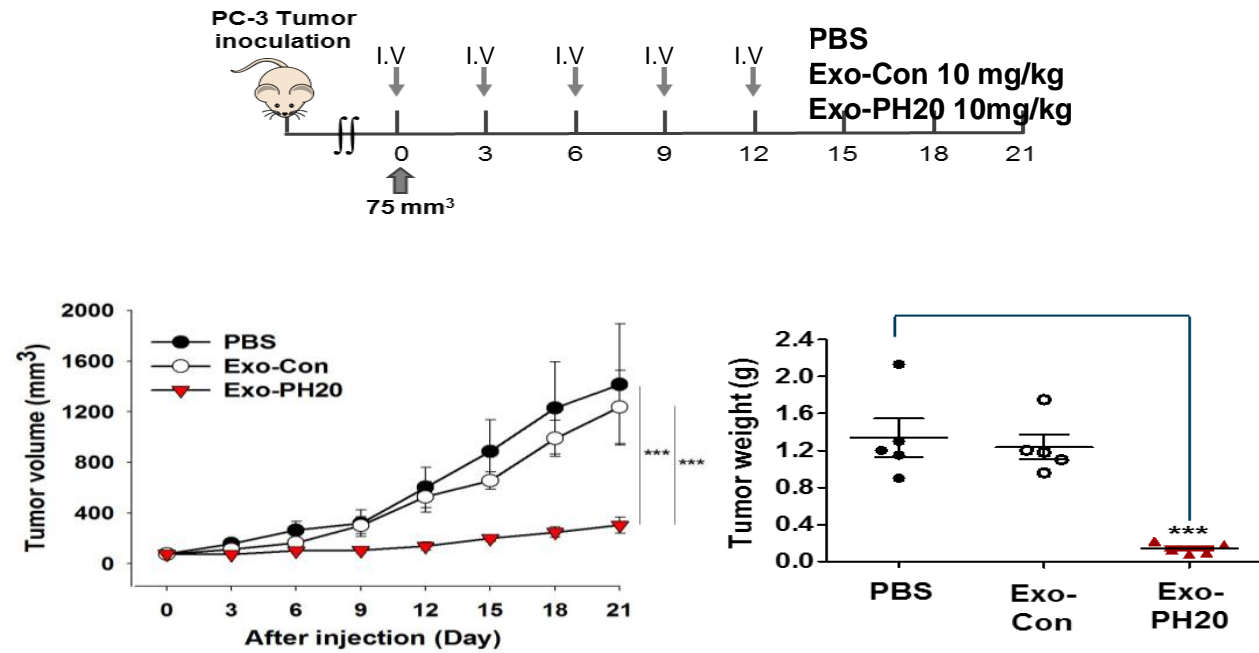 PC-3 Tumor
inoculation
I.V I.V I.V I.V I.V
PBS
Exo-Con 10 mg/kg
Exo-PH20 10mg/kg
0 3 6 9 12 15 18 21
75 mm³
Tumor volume (mm³)
2000
1600
1200
800
400
0
PBS
Exo-Con
Exo-PH20
***
***
0 3 6 9 12 15 18 21
After injection (Day)
Tumor weight (g)
2.4
2.0
1.6
1.2
0.8
0.4
0.0
***
PBS
Exo-
Con
Exo-
PH20